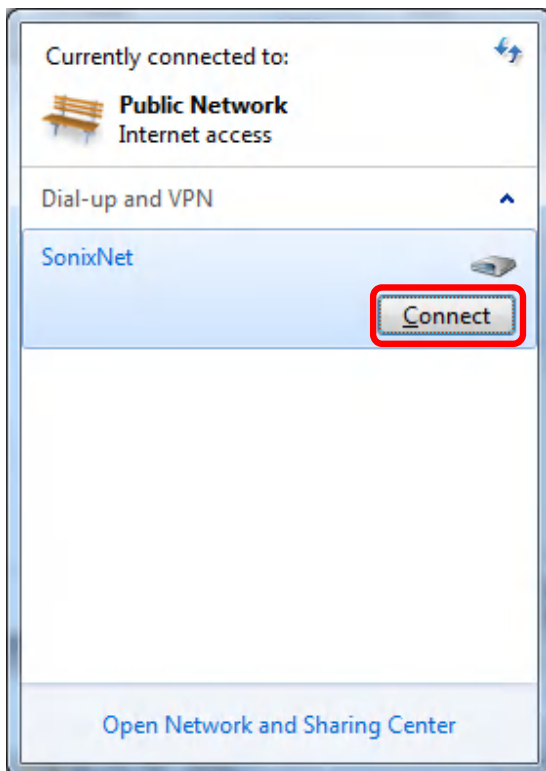 Currently connected to:
Public Network
Internet access
Dial-up and VPN
SonixNet
Connect
Open Network and Sharing Center